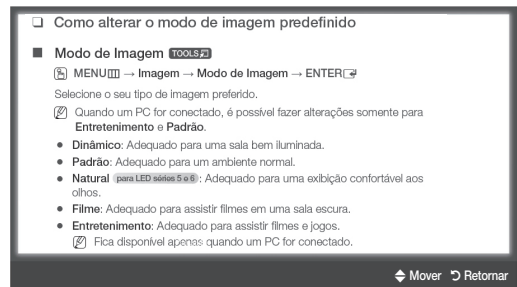 Como alterar o modo de imagem predefinido
Modo de Imagem TOOLS
MENU → Imagem → Modo de Imagem → ENTER
Selecione o seu tipo de imagem preferido.
Quando um PC for conectado, é possível fazer alterações somente para
Entretenimento e Padrão.
• Dinâmico: Adequado para uma sala bem iluminada.
• Padrão: Adequado para um ambiente normal.
• Natural para LED séries 5 e 6: Adequado para uma exibição confortável aos
olhos.
• Filme: Adequado para assistir filmes em uma sala escura.
• Entretenimento: Adequado para assistir filmes e jogos.
Fica disponível apenas quando um PC for conectado.
Mover Retornar